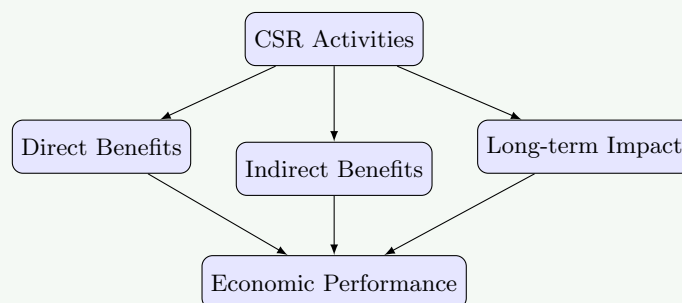 CSR Activities
Direct Benefits
Indirect Benefits
Long-term Impact
Economic Performance